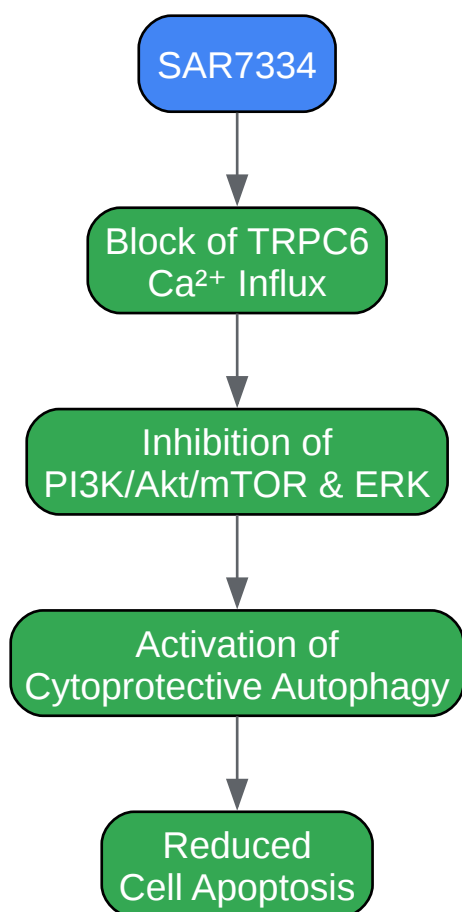 SAR7334
Block of TRPC6
Ca²⁺ Influx
Inhibition of
PI3K/Akt/mTOR & ERK
Activation of
Cytoprotective Autophagy
Reduced
Cell Apoptosis